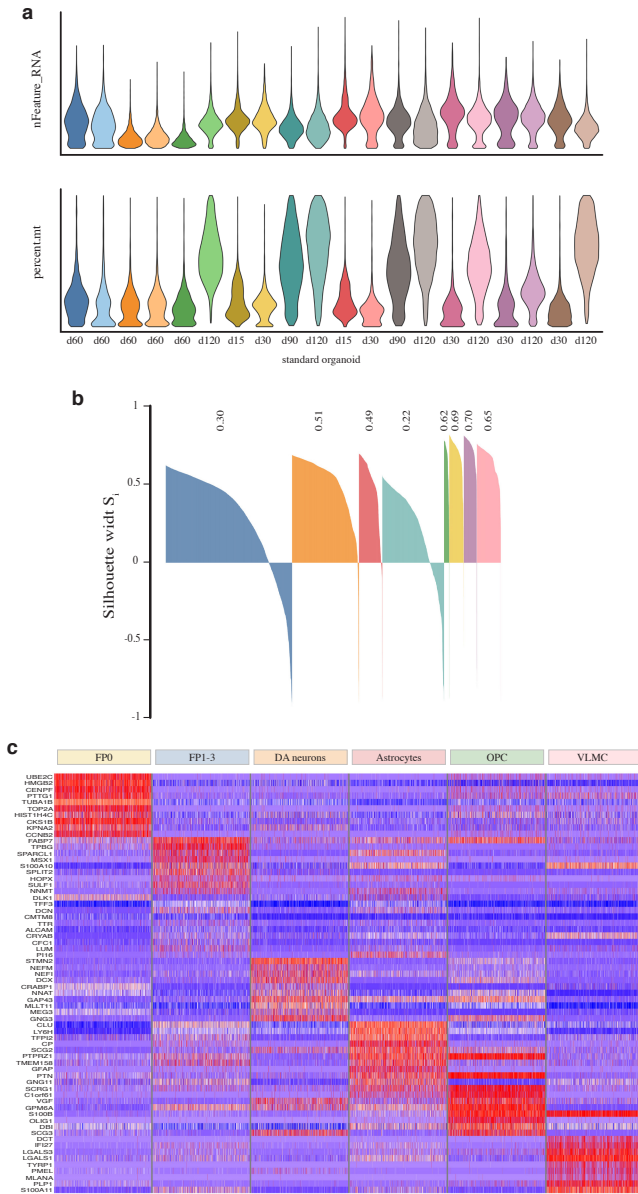 a
nFeature_RNA
percent.mt
d60 d60 d60 d60 d60 d120 d15 d30 d90 d120 d15 d30 d90 d120 d30 d120 d30 d120 d30 d120
standard organoid
b
0.30 0.51 0.49 0.22 0.62 0.69 0.70 0.65
Silhouette widt Si
1
0.5
0
-0.5
-1
c
FP0 FP1-3 DA neurons Astrocytes OPC VLMC
UBE2C
HMGB2
CENPF
PTTG1
TUBA1B
TOP2A
HIST1H4C
CKS1B
KPNA2
CCNB2
FABP7
TPBG
SPARCL1
MSX1
S100A10
SPLIT2
HOPX
SULF1
NNMT
DLK1
TFF3
DCN
CMTM8
TTR
ALCAM
CRYAB
CFC1
LUM
PI16
STMN2
NEFM
NEFI
DCX
CRABP1
NNAT
GAP43
MLLT11
MEG3
GNG3
CLU
LY6H
TFPI2
CP
SCG2
PTPRZ1
TMEM158
GFAP
PTN
GNG11
SCRG1
C1orf61
VGF
GPM6A
S100B
OLIG1
DBI
SCG3
DCT
IFI27
LGALS3
LGALS1
TYRP1
PMEL
MLANA
PLP1
S100A11